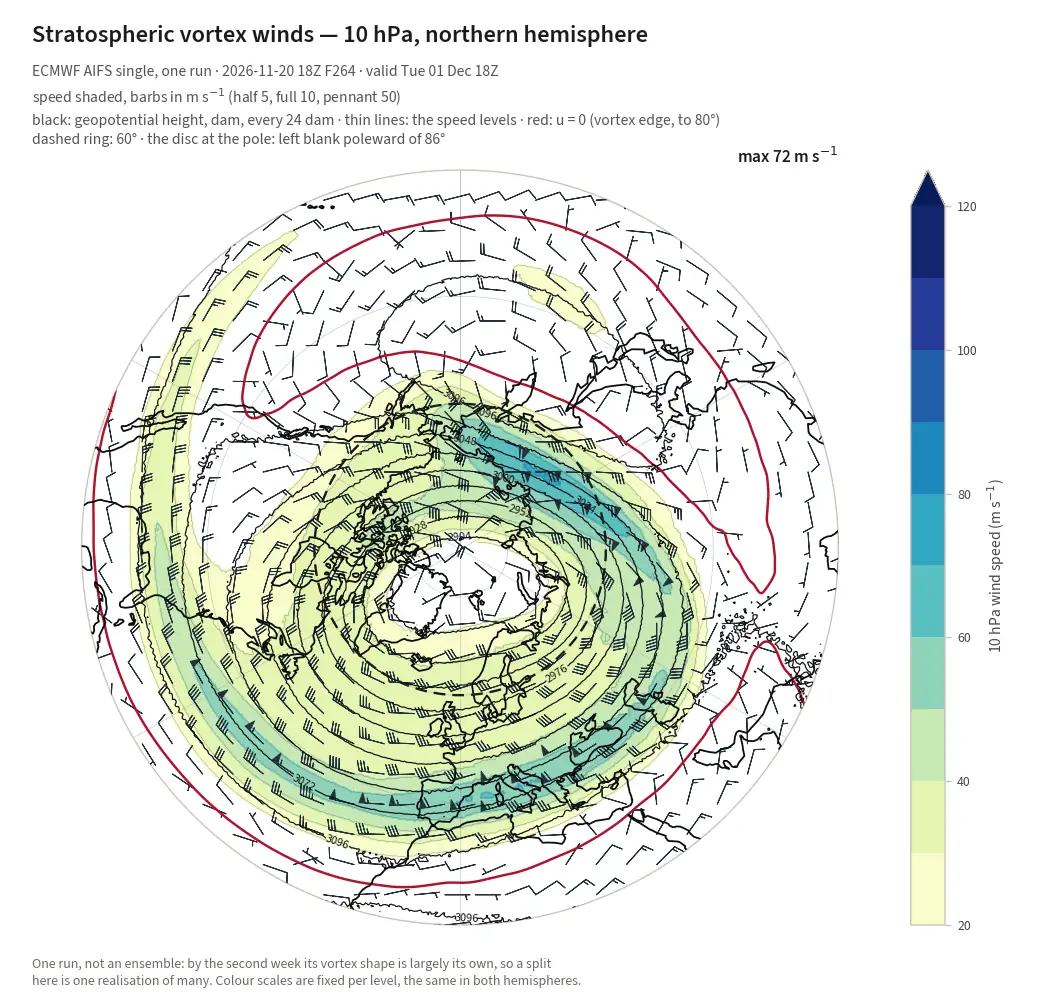 Stratospheric vortex winds — 10 hPa, northern hemisphere
ECMWF AIFS single, one run · 2026-11-20 18Z F264 · valid Tue 01 Dec 18Z
speed shaded, barbs in m s⁻¹ (half 5, full 10, pennant 50)
black: geopotential height, dam, every 24 dam · thin lines: the speed levels · red: u = 0 (vortex edge, to 80°)
dashed ring: 60° · the disc at the pole: left blank poleward of 86°
max 72 m s⁻¹
120
100
80
60
40
20
10 hPa wind speed (m s⁻¹)
3096
3048
2904
2976
3072
3096
3096
One run, not an ensemble: by the second week its vortex shape is largely its own, so a split
here is one realisation of many. Colour scales are fixed per level, the same in both hemispheres.